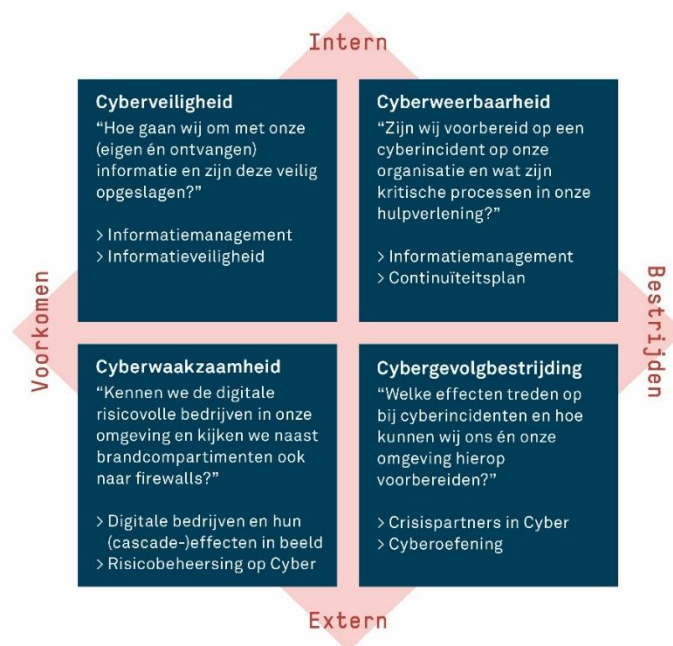 Intern
Cyberveiligheid
“Hoe gaan wij om met onze
(eigen én ontvangen)
informatie en zijn deze veilig
opgeslagen?”
> Informatiemanagement
> Informatieveiligheid
Cyberweerbaarheid
“Zijn wij voorbereid op een
cyberincident op onze
organisatie en wat zijn
kritische processen in onze
hulpverlening?”
> Informatiemanagement
> Continuïteitsplan
Voorkomen
Bestrijden
Cyberwaakzaamheid
“Kennen we de digitale
risicovolle bedrijven in onze
omgeving en kijken we naast
brandcompartimenten ook
naar firewalls?”
> Digitale bedrijven en hun
(cascade-)effecten in beeld
> Risicobeheersing op Cyber
Cybergevolgbestrijding
“Welke effecten treden op
bij cyberincidenten en hoe
kunnen wij ons én onze
omgeving hierop
voorbereiden?”
> Crisispartners in Cyber
> Cyberoefening
Extern